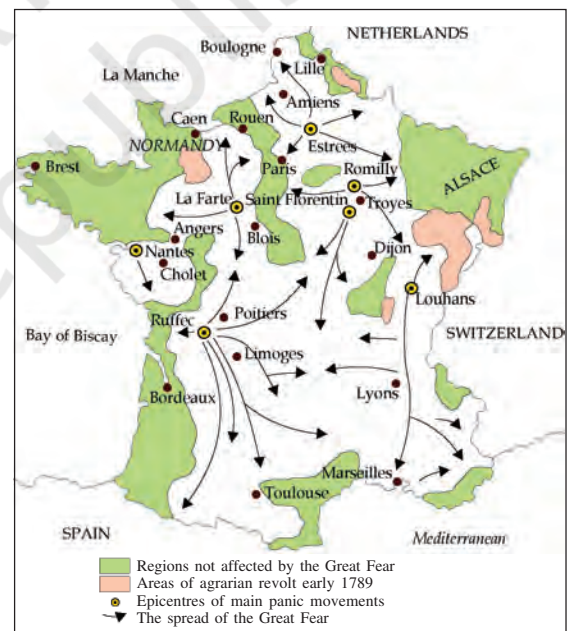 NETHERLANDS
Boulogne
Lille
La Manche
Amiens
Caen
Rouen
NORMANDY
Estrees
Brest
Paris
Romilly
ALSACE
La Farte
Saint Florentin
Troyes
Angers
Blois
Nantes
Dijon
Cholet
Louhans
Ruffec
Poitiers
Bay of Biscay
SWITZERLAND
Limoges
Bordeaux
Lyons
Marseilles
Toulouse
SPAIN
Mediterranean
Regions not affected by the Great Fear
Areas of agrarian revolt early 1789
Epicentres of main panic movements
The spread of the Great Fear